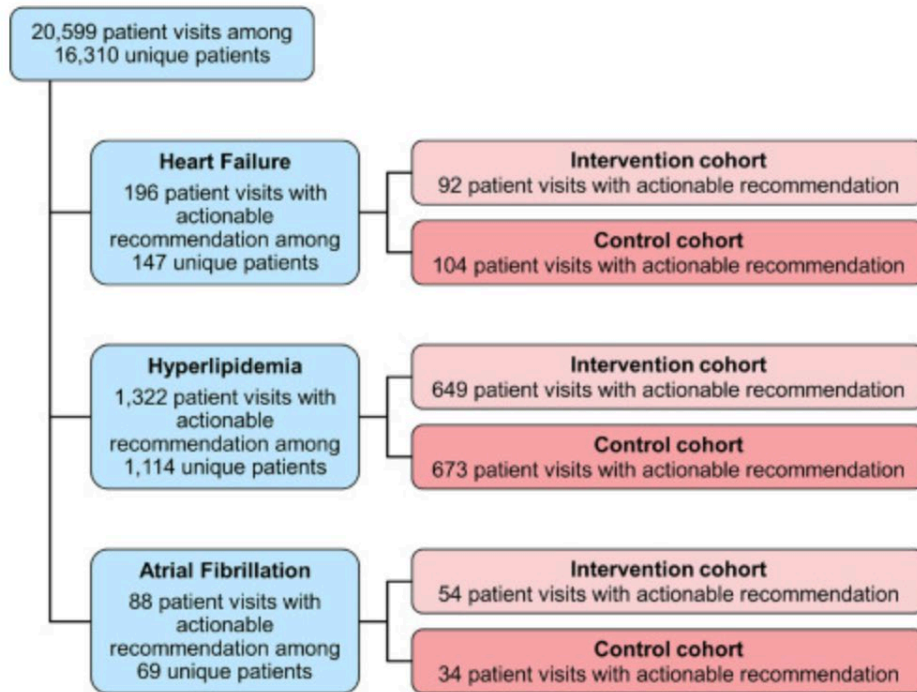 20,599 patient visits among
16,310 unique patients
Heart Failure
196 patient visits with
actionable
recommendation among
147 unique patients
Intervention cohort
92 patient visits with actionable recommendation
Control cohort
104 patient visits with actionable recommendation
Hyperlipidemia
1,322 patient visits with
actionable
recommendation among
1,114 unique patients
Intervention cohort
649 patient visits with actionable recommendation
Control cohort
673 patient visits with actionable recommendation
Atrial Fibrillation
88 patient visits with
actionable
recommendation among
69 unique patients
Intervention cohort
54 patient visits with actionable recommendation
Control cohort
34 patient visits with actionable recommendation